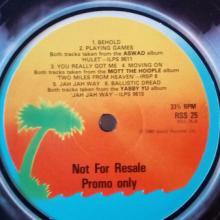 1. BEHOLD
2. PLAYING GAMES
Both tracks taken from the ASWAD album
'HULET' - ILPS 9611
3. YOU REALLY GOT ME 4. MOVING ON
Both tracks taken from MOTT THE HOOPLE album
'TWO MILES FROM HEAVEN' - IRSP 8
5. JAH JAH WAY 6. BALLISTIC DREAD
Both tracks taken from the YABBY YU album
'JAH JAH WAY' - ILPS 9615
33⅓ RPM
RSS 25
Not For Resale
Promo only